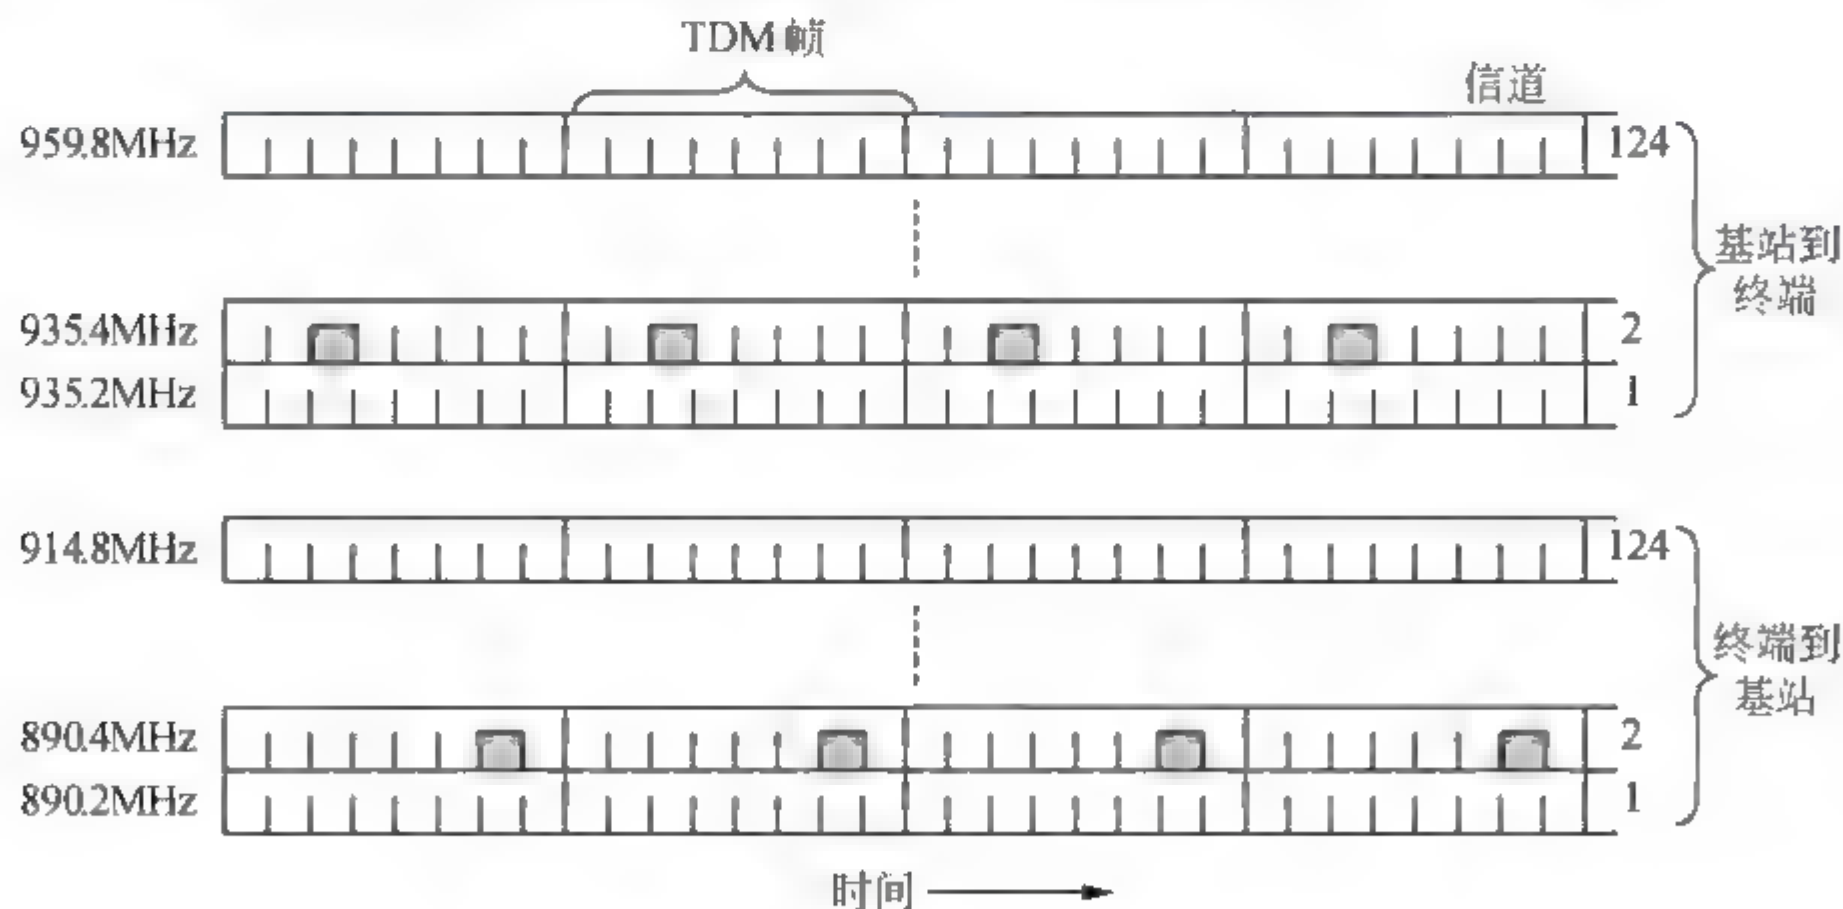 TDM 帧
信道
959.8MHz 124
基站到
终端
935.4MHz 2
935.2MHz 1
914.8MHz 124
终端到
基站
890.4MHz 2
890.2MHz 1
时间